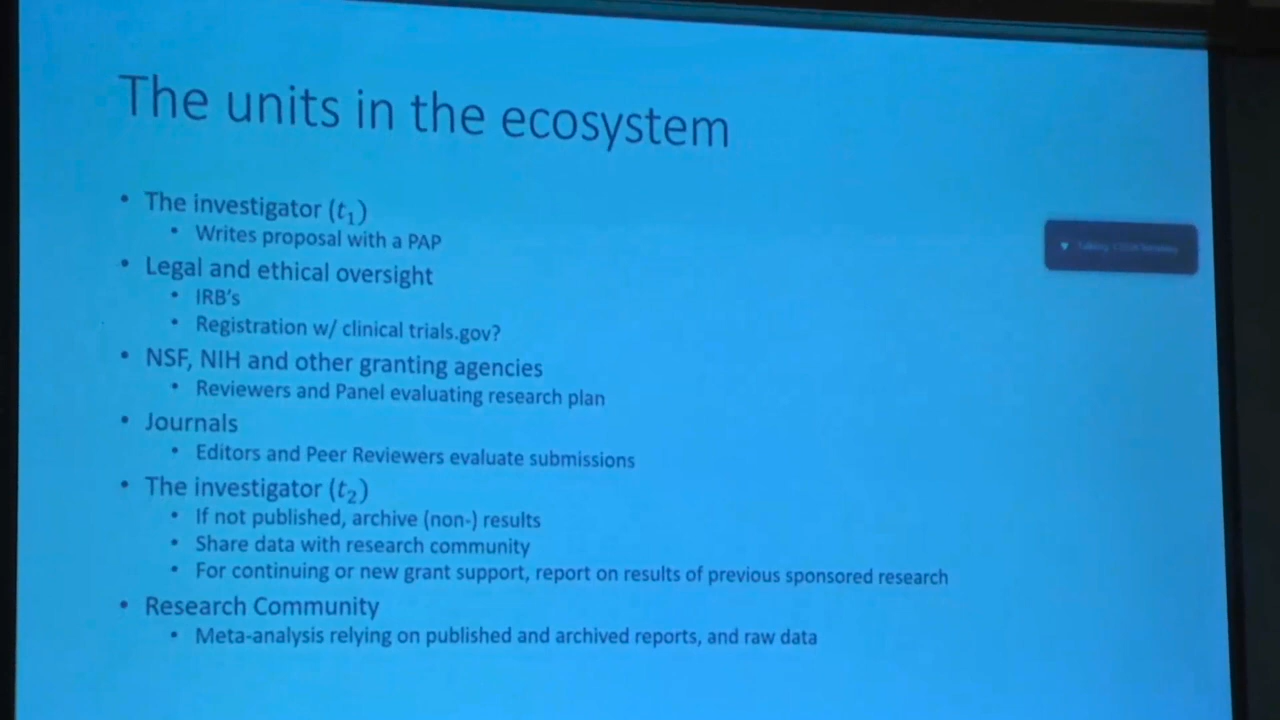 The units in the ecosystem
• The investigator (t₁)
• Writes proposal with a PAP
• Legal and ethical oversight
• IRB's
• Registration w/ clinical trials.gov?
• NSF, NIH and other granting agencies
• Reviewers and Panel evaluating research plan
• Journals
• Editors and Peer Reviewers evaluate submissions
• The investigator (t₂)
• If not published, archive (non-) results
• Share data with research community
• For continuing or new grant support, report on results of previous sponsored research
• Research Community
• Meta-analysis relying on published and archived reports, and raw data